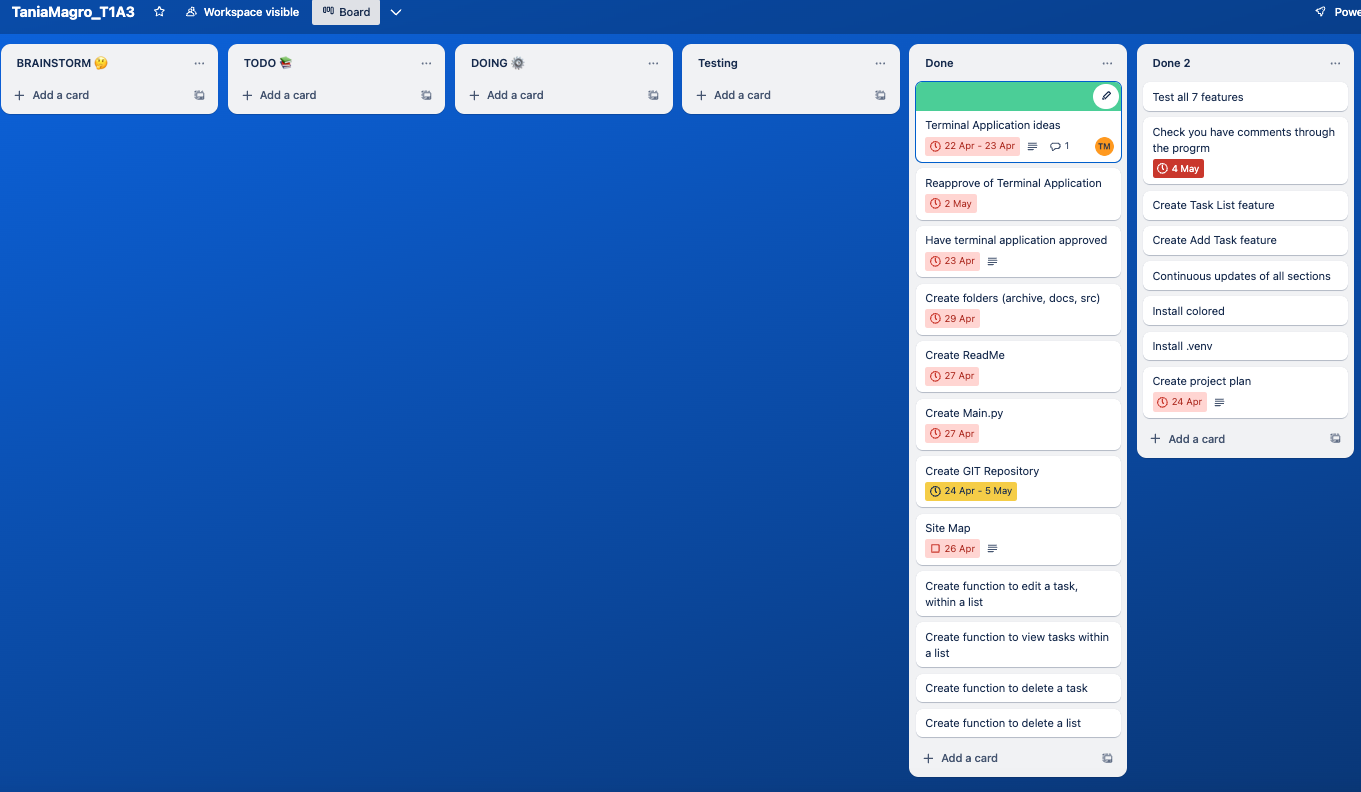 TaniaMagro_T1A3
Workspace visible
Board
Powe
BRAINSTORM 🤔
Add a card
TODO 📚
Add a card
DOING ⚙️
Add a card
Testing
Add a card
Done
Terminal Application ideas
22 Apr - 23 Apr
1
TM
Reapprove of Terminal Application
2 May
Have terminal application approved
23 Apr
Create folders (archive, docs, src)
29 Apr
Create ReadMe
27 Apr
Create Main.py
27 Apr
Create GIT Repository
24 Apr - 5 May
Site Map
26 Apr
Create function to edit a task,
within a list
Create function to view tasks within
a list
Create function to delete a task
Create function to delete a list
Add a card
Done 2
Test all 7 features
Check you have comments through
the progrm
4 May
Create Task List feature
Create Add Task feature
Continuous updates of all sections
Install colored
Install .venv
Create project plan
24 Apr
Add a card